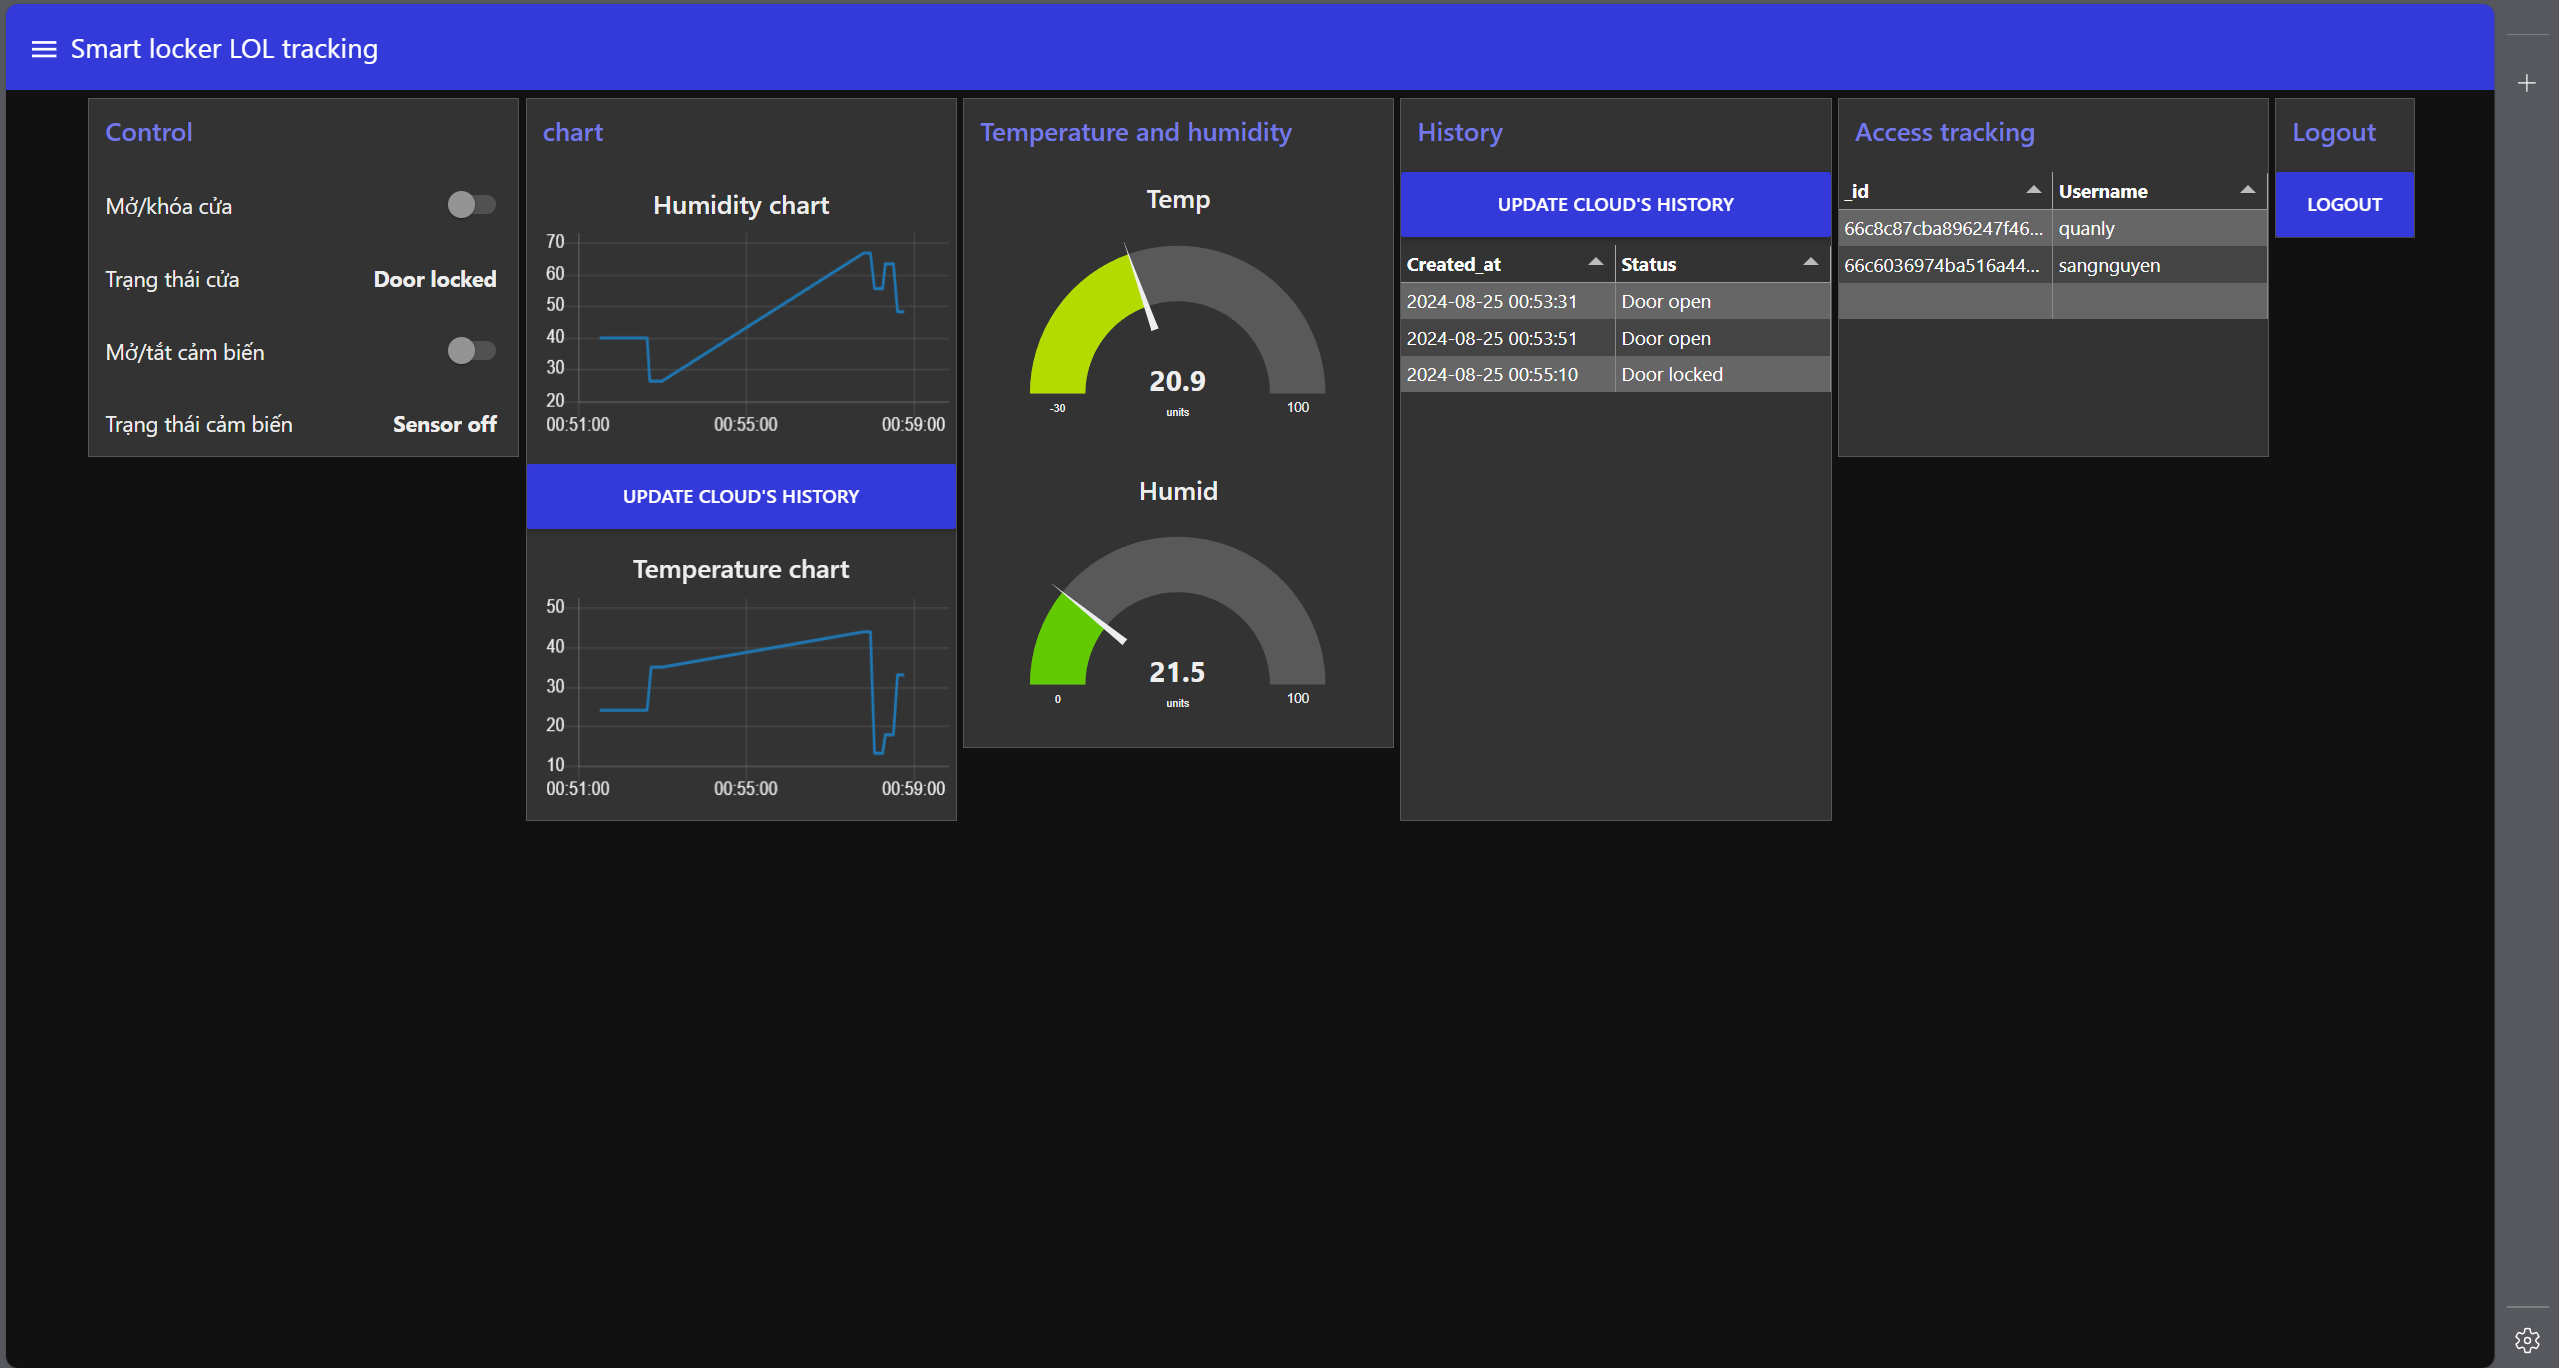 Smart locker LOL tracking
Control
Mở/khóa cửa
Trạng thái cửa Door locked
Mở/tắt cảm biến
Trạng thái cảm biến Sensor off
chart
Humidity chart
70
60
50
40
30
20
00:51:00 00:55:00 00:59:00
UPDATE CLOUD'S HISTORY
Temperature chart
50
40
30
20
10
00:51:00 00:55:00 00:59:00
Temperature and humidity
Temp
20.9
units
-30 100
Humid
21.5
units
0 100
History
UPDATE CLOUD'S HISTORY
Created_at Status
2024-08-25 00:53:31 Door open
2024-08-25 00:53:51 Door open
2024-08-25 00:55:10 Door locked
Access tracking
_id Username
66c8c87cba896247f46... quanly
66c6036974ba516a44... sangnguyen
Logout
LOGOUT